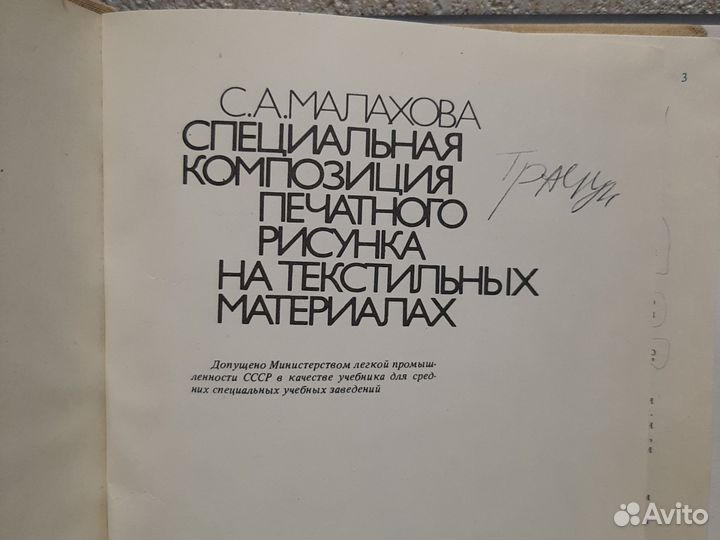 3
С.А.МАЛАХОВА
СПЕЦИАЛЬНАЯ
КОМПОЗИЦИЯ
ПЕЧАТНОГО
РИСУНКА
НА ТЕКСТИЛЬНЫХ
МАТЕРИАЛАХ
Допущено Министерством легкой промыш-
ленности СССР в качестве учебника для сред-
них специальных учебных заведений
Avito